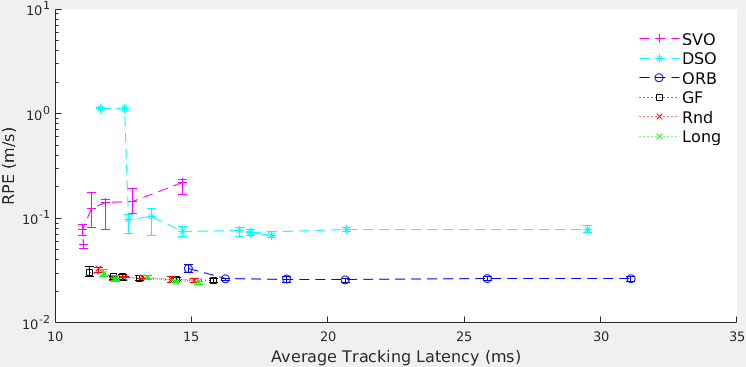 10^1
10^0
10^-1
10^-2
RPE (m/s)
SVO
DSO
ORB
GF
Rnd
Long
10 15 20 25 30 35
Average Tracking Latency (ms)